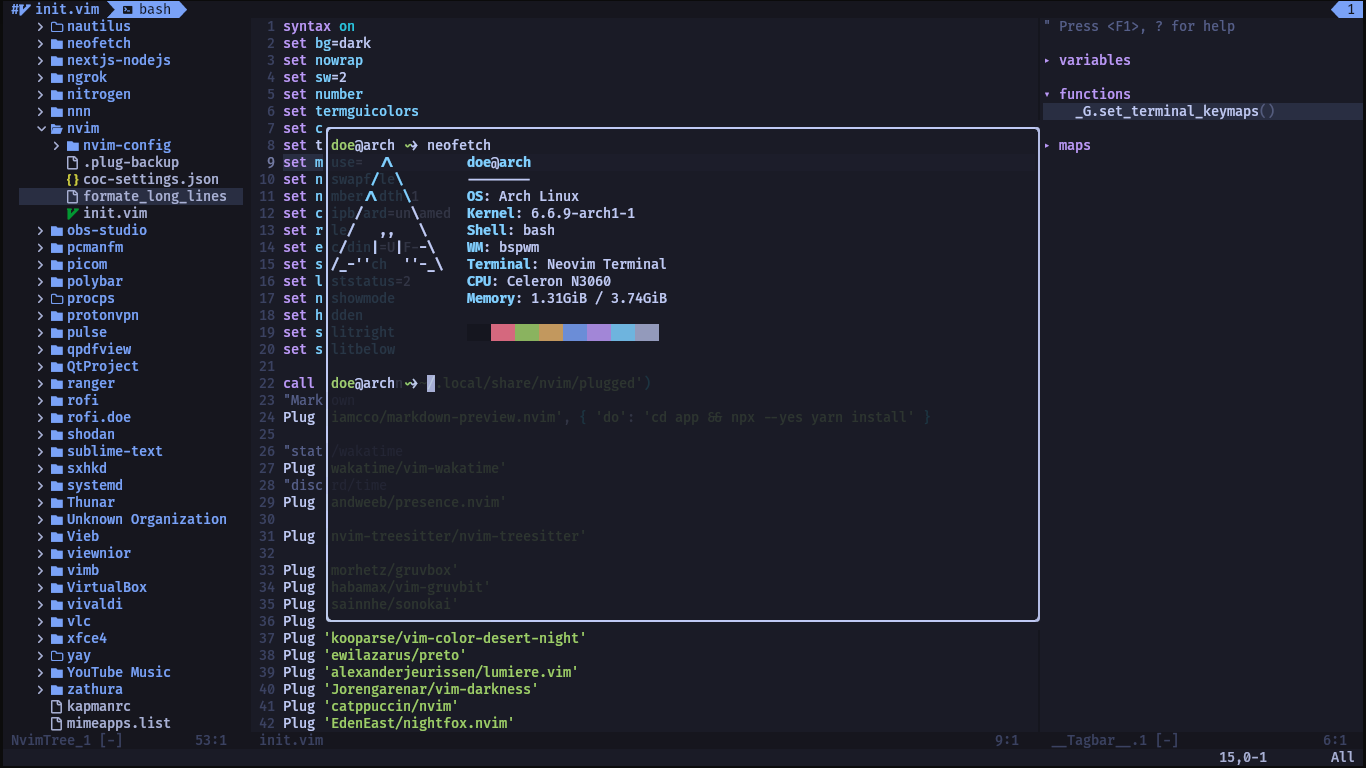 init.vim bash 1
nautilus
neofetch
nextjs-nodejs
ngrok
nitrogen
nnn
nvim
nvim-config
.plug-backup
{} coc-settings.json
formate_long_lines
init.vim
obs-studio
pcmanfm
picom
polybar
procps
protonvpn
pulse
qpdfview
QtProject
ranger
rofi
rofi.doe
shodan
sublime-text
sxhkd
systemd
Thunar
Unknown Organization
Vieb
viewnior
vimb
VirtualBox
vivaldi
vlc
xfce4
yay
YouTube Music
zathura
kapmanrc
mimeapps.list
NvimTree_1 [-] 53:1
1 syntax on
2 set bg=dark
3 set nowrap
4 set sw=2
5 set number
6 set termguicolors
7 set c
8 set t
9 set m use=
10 set n swapfile
11 set n mberwidth 1
12 set c ipboard=unnamed
13 set r le
14 set e coding=UTF-
15 set s ch
16 set l ststatus=2
17 set n showmode
18 set h dden
19 set s litright
20 set s litbelow
21
22 call /.local/share/nvim/plugged')
23 "Mark own
24 Plug iamcco/markdown-preview.nvim', { 'do': 'cd app && npx --yes yarn install' }
25
26 "stat /wakatime
27 Plug wakatime/vim-wakatime'
28 "disc rd/time
29 Plug andweeb/presence.nvim'
30
31 Plug nvim-treesitter/nvim-treesitter'
32
33 Plug morhetz/gruvbox'
34 Plug habamax/vim-gruvbit'
35 Plug sainnhe/sonokai'
36 Plug
37 Plug 'kooparse/vim-color-desert-night'
38 Plug 'ewilazarus/preto'
39 Plug 'alexanderjeurissen/lumiere.vim'
40 Plug 'Jorengarenar/vim-darkness'
41 Plug 'catppuccin/nvim'
42 Plug 'EdenEast/nightfox.nvim'
init.vim 9:1
doe@arch ~> neofetch
doe@arch
OS: Arch Linux
Kernel: 6.6.9-arch1-1
Shell: bash
WM: bspwm
Terminal: Neovim Terminal
CPU: Celeron N3060
Memory: 1.31GiB / 3.74GiB
doe@arch ~>
" Press <F1>, ? for help
▸ variables
▾ functions
_G.set_terminal_keymaps()
▸ maps
__Tagbar__.1 [-] 6:1
15,0-1 All